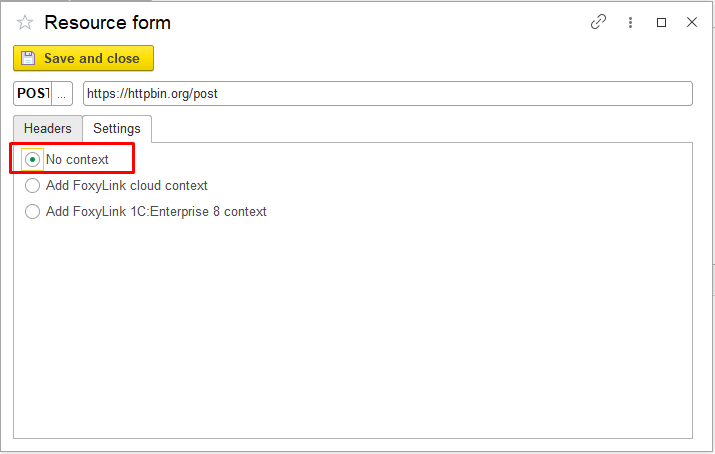 Resource form
Save and close
POST ... https://httpbin.org/post
Headers Settings
No context
Add FoxyLink cloud context
Add FoxyLink 1C:Enterprise 8 context